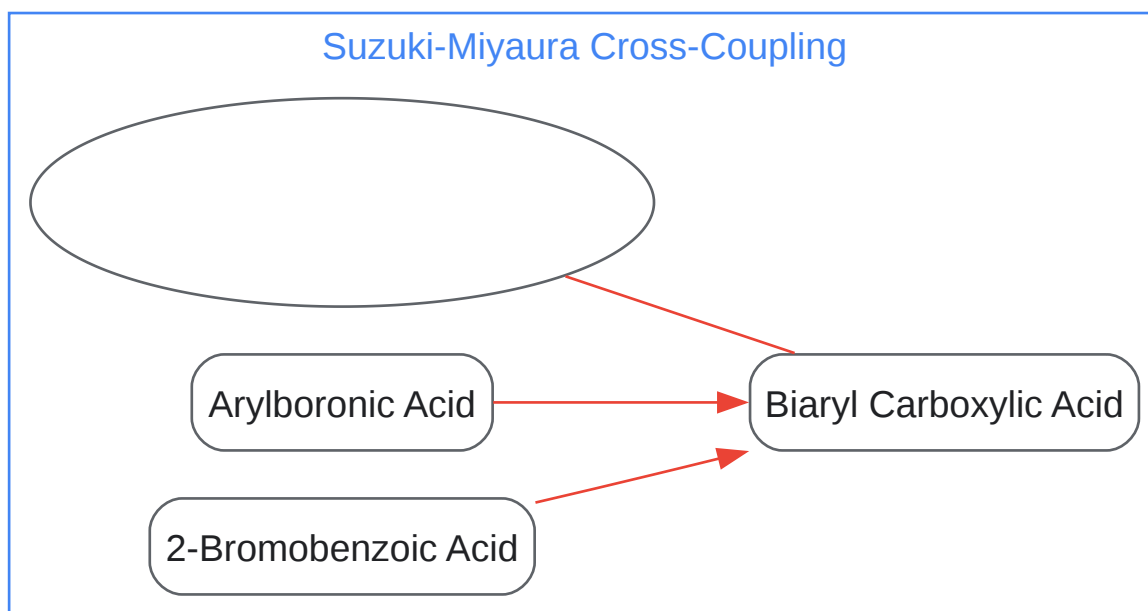 Suzuki-Miyaura Cross-Coupling
Arylboronic Acid
Biaryl Carboxylic Acid
2-Bromobenzoic Acid